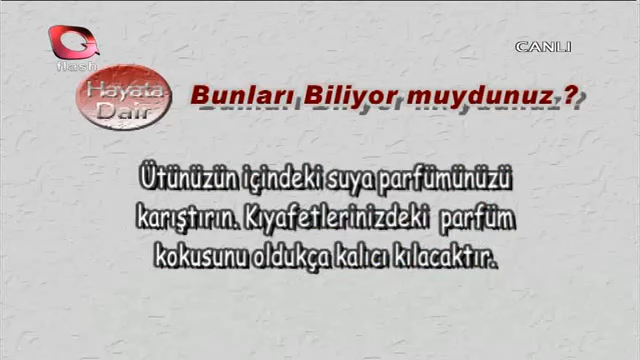 flash
CANLI
Hayata
Dair
Bunları Biliyor muydunuz ?
Ütünüzün içindeki suya parfümünüzü
karıştırın. Kıyafetlerinizdeki parfüm
kokusunu oldukça kalıcı kılacaktır.